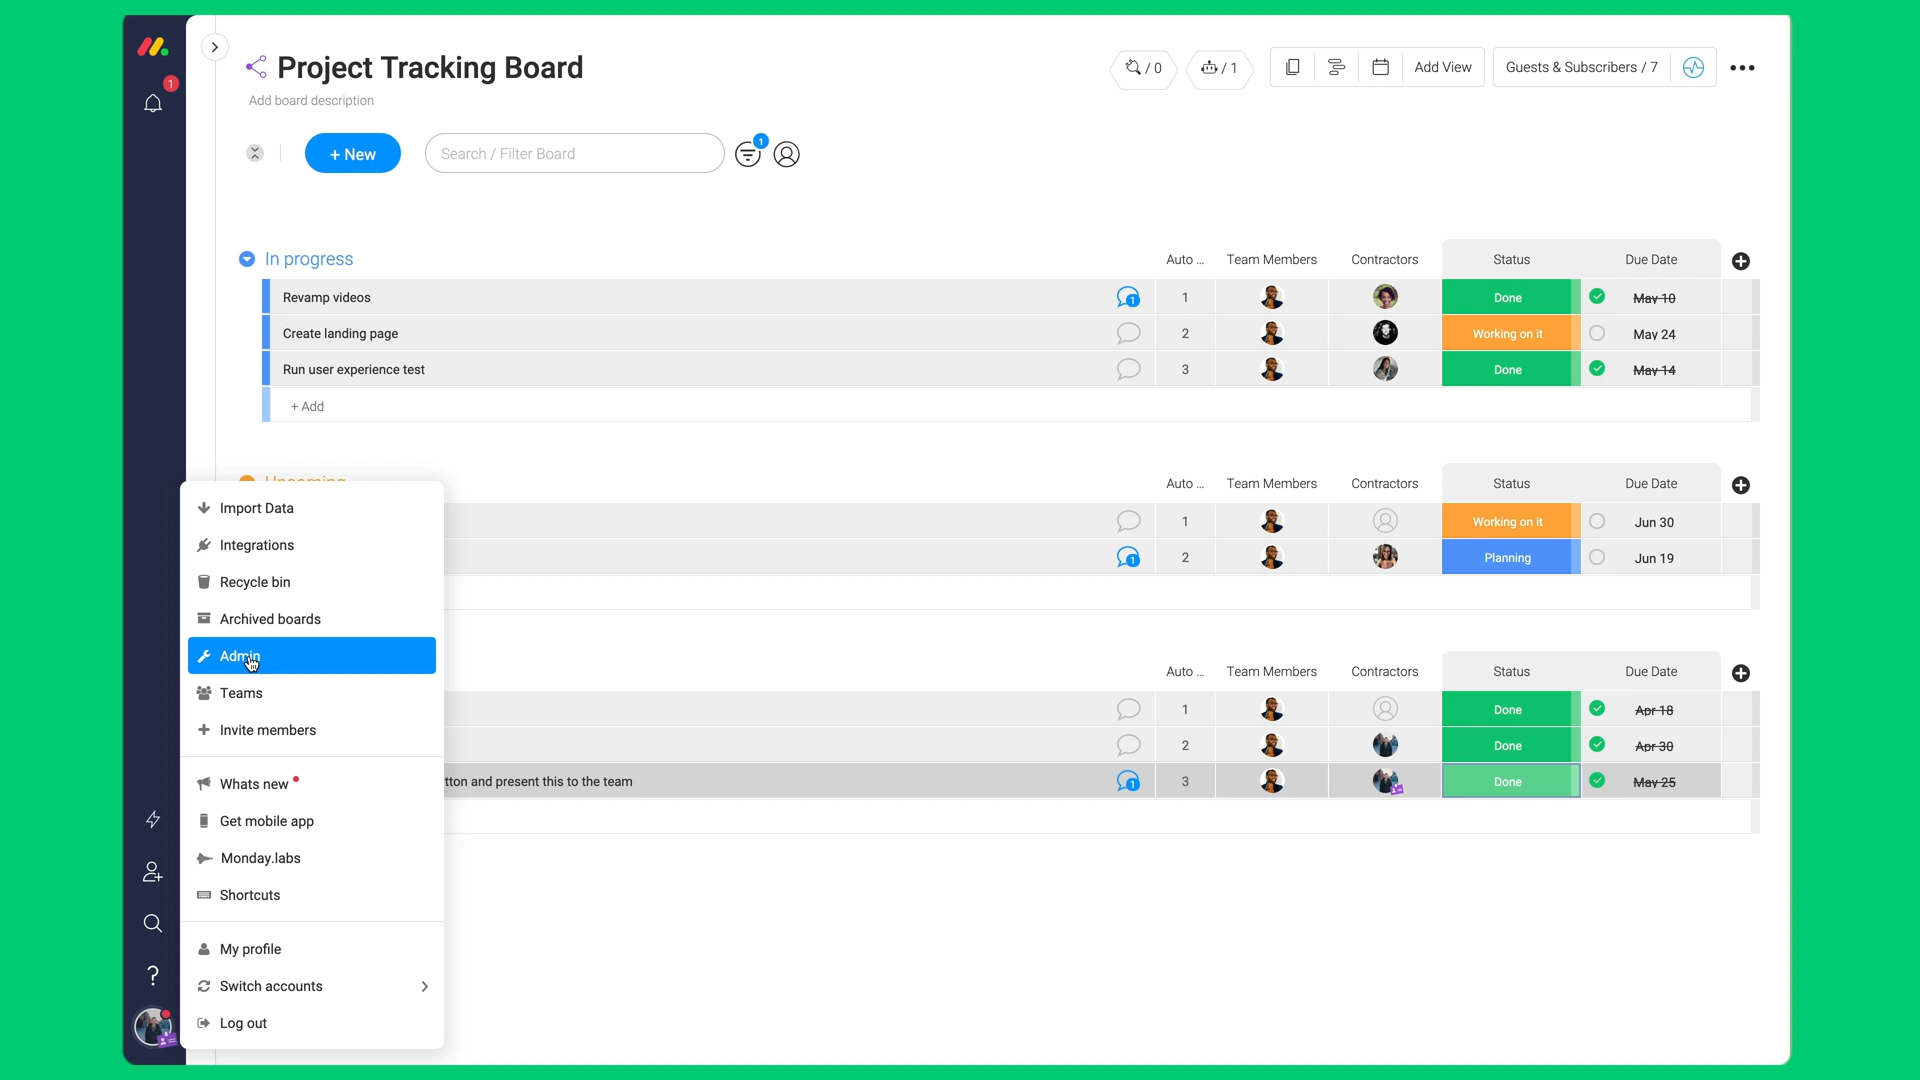 1
Project Tracking Board
Add board description
/ 0
/ 1
Add View
Guests & Subscribers / 7
+ New
Search / Filter Board
1
In progress
Auto ...
Team Members
Contractors
Status
Due Date
Revamp videos
1
1
Done
May 10
Create landing page
2
Working on it
May 24
Run user experience test
3
Done
May 14
+ Add
Upcoming
Auto ...
Team Members
Contractors
Status
Due Date
1
Working on it
Jun 30
1
2
Planning
Jun 19
Auto ...
Team Members
Contractors
Status
Due Date
1
Done
Apr 18
2
Done
Apr 30
tton and present this to the team
1
3
Done
May 25
Import Data
Integrations
Recycle bin
Archived boards
Admin
Teams
Invite members
Whats new
Get mobile app
Monday.labs
Shortcuts
My profile
Switch accounts
Log out